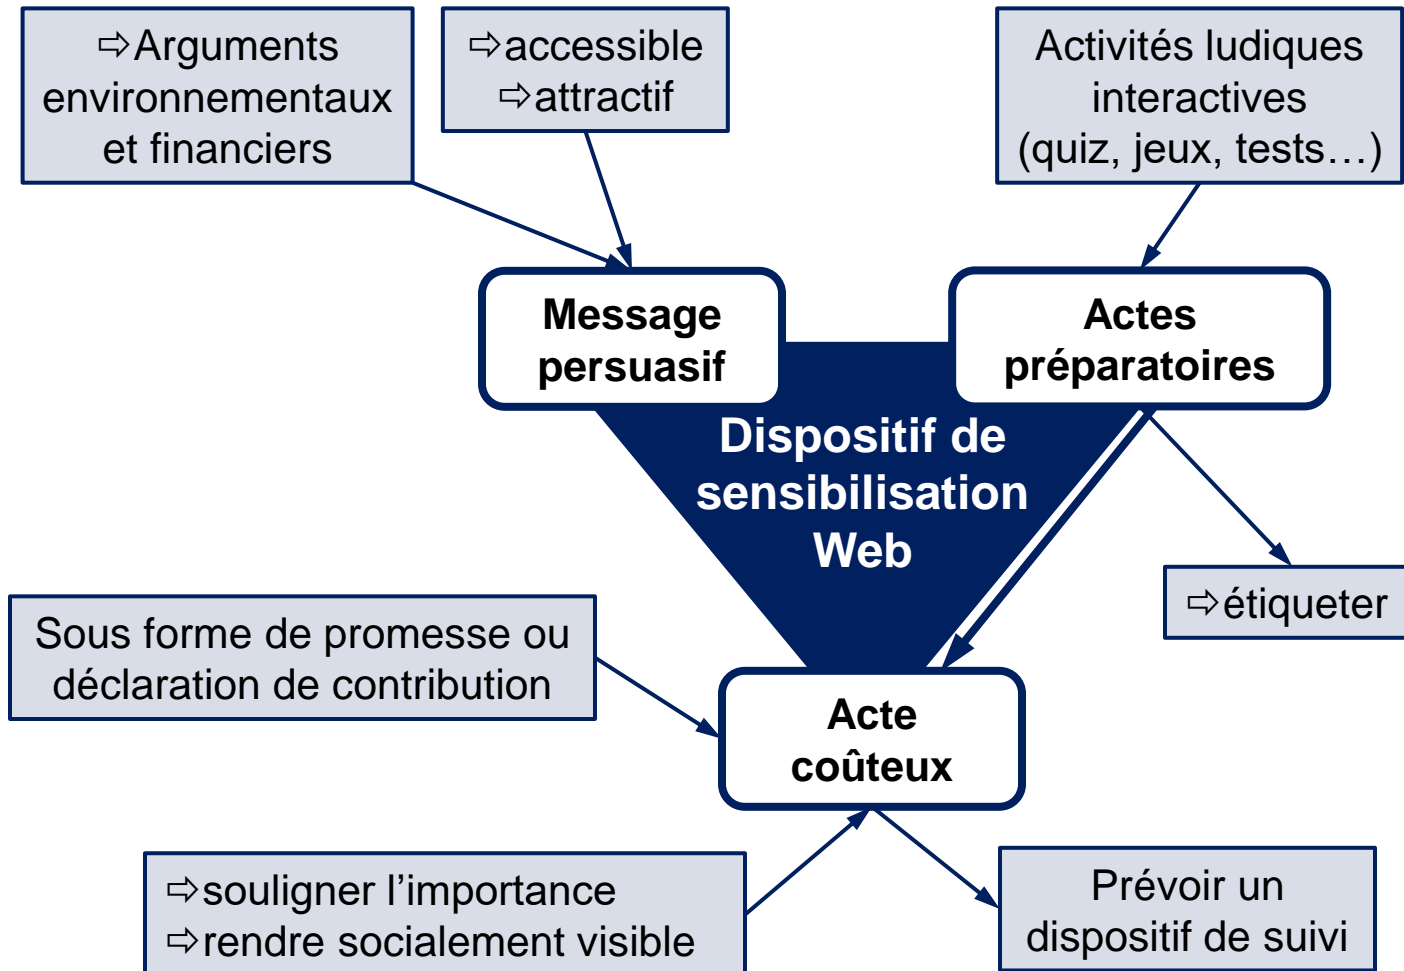 ⇨Arguments
environnementaux
et financiers
⇨accessible
⇨attractif
Activités ludiques
interactives
(quiz, jeux, tests…)
Message
persuasif
Actes
préparatoires
Dispositif de
sensibilisation
Web
⇨étiqueter
Sous forme de promesse ou
déclaration de contribution
Acte
coûteux
⇨souligner l’importance
⇨rendre socialement visible
Prévoir un
dispositif de suivi